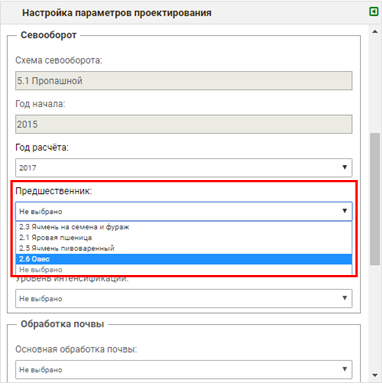 Настройка параметров проектирования
Севооборот
Схема севооборота:
5.1 Пропашной
Год начала:
2015
Год расчёта:
2017
Предшественник:
Не выбрано
2.3 Ячмень на семена и фураж
2.1 Яровая пшеница
2.5 Ячмень пивоваренный
2.6 Овес
Не выбрано
Уровень интенсификации:
Не выбрано
Обработка почвы
Основная обработка почвы:
Не выбрано